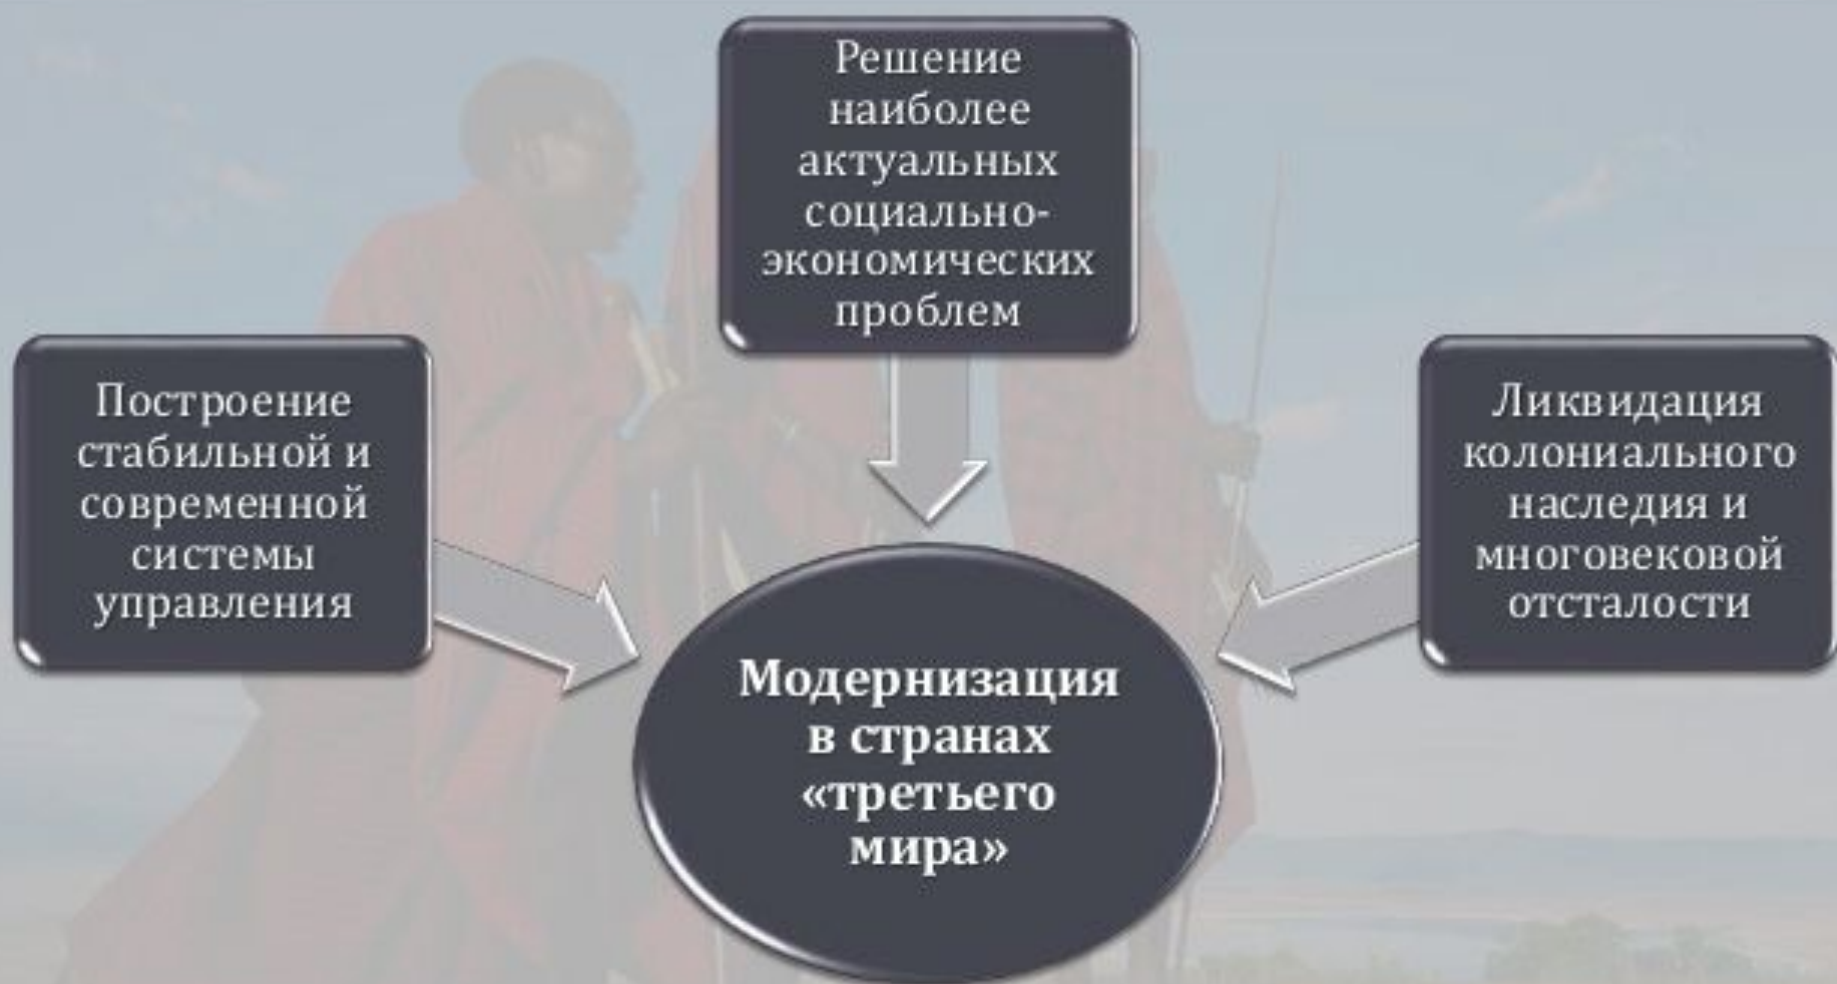 Решение
наиболее
актуальных
социально-
экономических
проблем
Построение
стабильной и
современной
системы
управления
Ликвидация
колониального
наследия и
многовековой
отсталости
Модернизация
в странах
«третьего
мира»